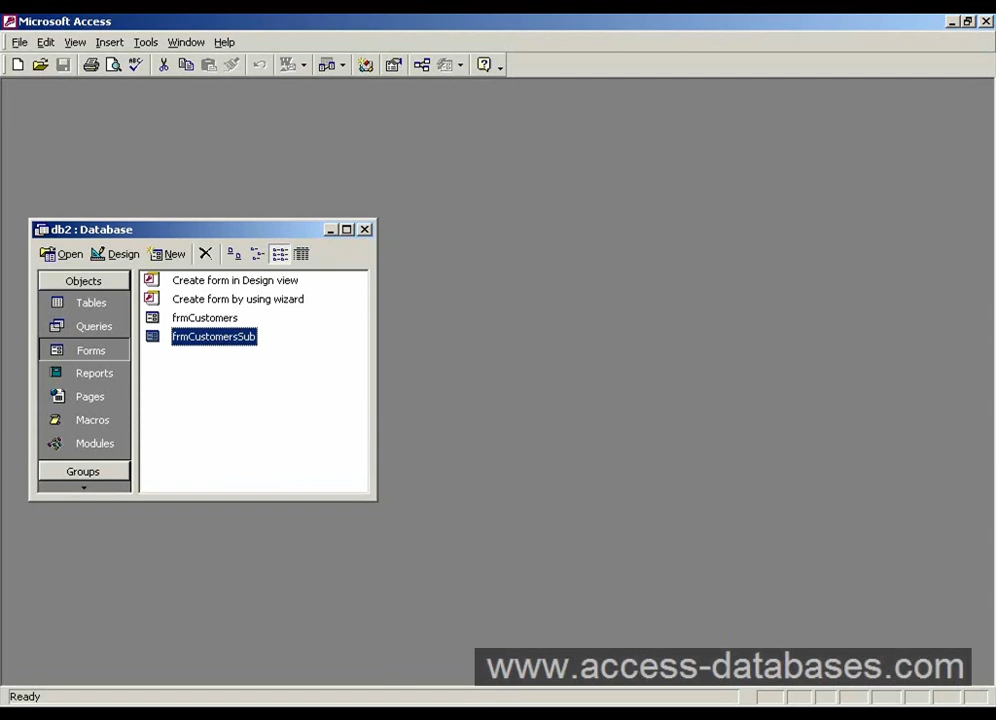 Microsoft Access
File Edit View Insert Tools Window Help
db2 : Database
Open Design New
Objects
Tables
Queries
Forms
Reports
Pages
Macros
Modules
Groups
Create form in Design view
Create form by using wizard
frmCustomers
frmCustomersSub
www.access-databases.com
Ready